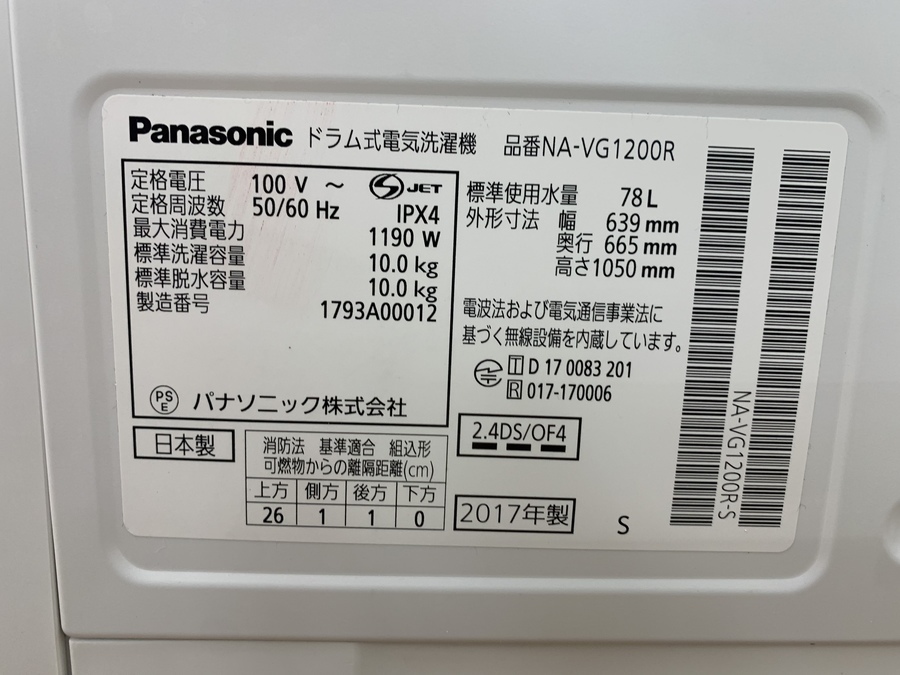 Panasonic ドラム式電気洗濯機 品番NA-VG1200R
定格電圧 100 V ～ S JET
定格周波数 50/60 Hz IPX4
最大消費電力 1190 W
標準洗濯容量 10.0 kg
標準脱水容量 10.0 kg
製造番号 1793A00012
PS E パナソニック株式会社
日本製
消防法 基準適合 組込形
可燃物からの離隔距離(cm)
上方 側方 後方 下方
26 1 1 0
標準使用水量 78 L
外形寸法 幅 639 mm
奥行 665 mm
高さ1050 mm
電波法および電気通信事業法に
基づく無線設備を内蔵しています。
T D 17 0083 201
R 017-170006
2.4DS/OF4
2017年製 S
NA-VG1200R-S